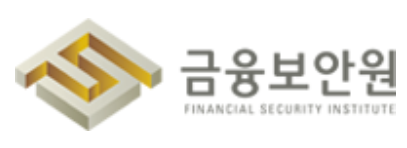 금융보안원
FINANCIAL SECURITY INSTITUTE